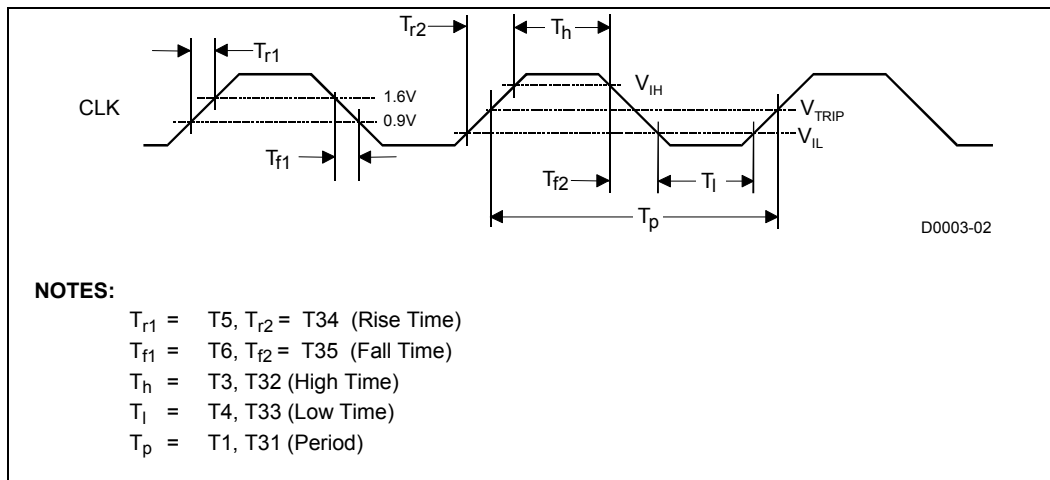 Tr2
Th
Tr1
VIH
CLK
1.6V
VTRIP
0.9V
VIL
Tf1
Tf2
Tl
Tp
D0003-02
NOTES:
Tr1 = T5, Tr2 = T34 (Rise Time)
Tf1 = T6, Tf2 = T35 (Fall Time)
Th = T3, T32 (High Time)
Tl = T4, T33 (Low Time)
Tp = T1, T31 (Period)